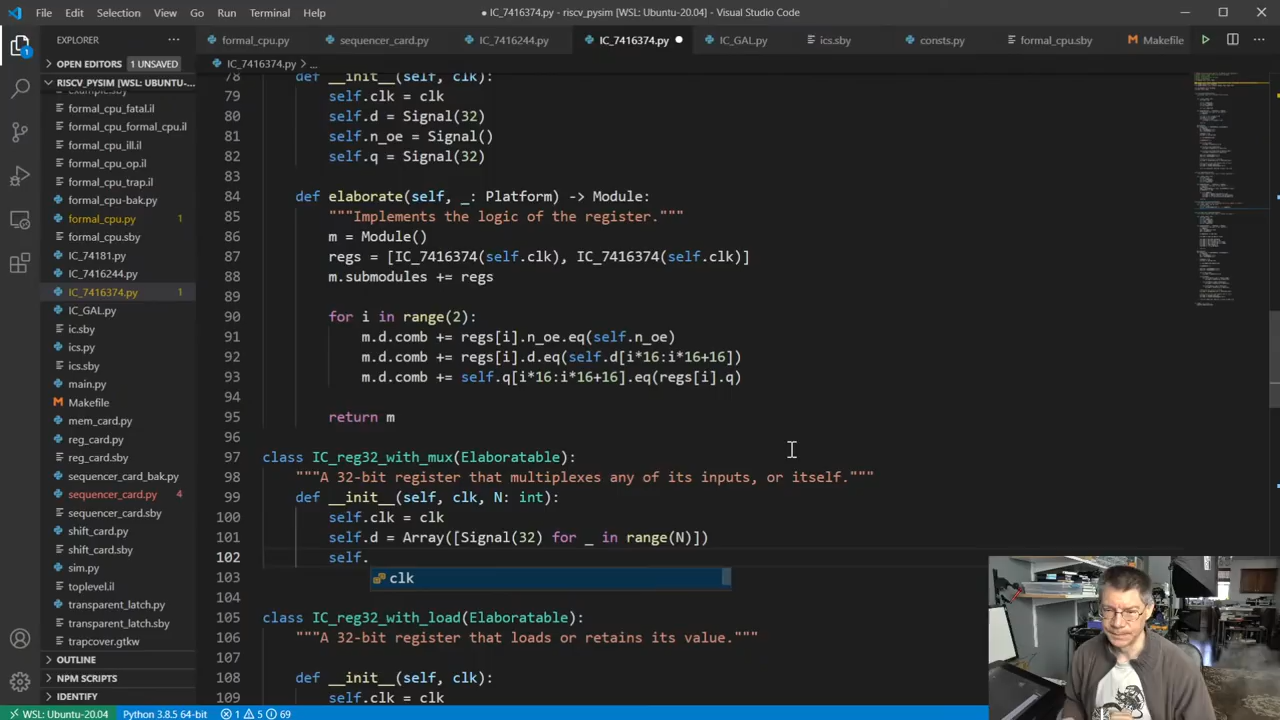 File Edit Selection View Go Run Terminal Help
● IC_7416374.py - riscv_pysim [WSL: Ubuntu-20.04] - Visual Studio Code
EXPLORER
formal_cpu.py sequencer_card.py IC_7416244.py IC_7416374.py ● IC_GAL.py ics.sby consts.py formal_cpu.sby Makefile
OPEN EDITORS 1 UNSAVED
IC_7416374.py > ...
RISCV_PYSIM [WSL: UBUNTU-...
formal_cpu_fatal.il
formal_cpu_formal_cpu.il
formal_cpu_ill.il
formal_cpu_op.il
formal_cpu_trap.il
formal_cpu-bak.py
formal_cpu.py 1
formal_cpu.sby
IC_74181.py
IC_7416244.py
IC_7416374.py 1
IC_GAL.py
ic.sby
ics.py
ics.sby
main.py
Makefile
mem_card.py
reg_card.py
reg_card.sby
sequencer_card_bak.py
sequencer_card.py 4
sequencer_card.sby
shift_card.py
shift_card.sby
sim.py
toplevel.il
transparent_latch.py
transparent_latch.sby
trapcover.gtkw
OUTLINE
NPM SCRIPTS
IDENTIFY
78 def __init__(self, clk):
79 self.clk = clk
80 self.d = Signal(32)
81 self.n_oe = Signal()
82 self.q = Signal(32)
83
84 def elaborate(self, _: Platform) -> Module:
85 """Implements the logic of the register."""
86 m = Module()
87 regs = [IC_7416374(self.clk), IC_7416374(self.clk)]
88 m.submodules += regs
89
90 for i in range(2):
91 m.d.comb += regs[i].n_oe.eq(self.n_oe)
92 m.d.comb += regs[i].d.eq(self.d[i*16:i*16+16])
93 m.d.comb += self.q[i*16:i*16+16].eq(regs[i].q)
94
95 return m
96
97 class IC_reg32_with_mux(Elaboratable):
98 """A 32-bit register that multiplexes any of its inputs, or itself."""
99 def __init__(self, clk, N: int):
100 self.clk = clk
101 self.d = Array([Signal(32) for _ in range(N)])
102 self.
clk
103
104
105 class IC_reg32_with_load(Elaboratable):
106 """A 32-bit register that loads or retains its value."""
107
108 def __init__(self, clk):
109 self.clk = clk
WSL: Ubuntu-20.04 Python 3.8.5 64-bit 1 5 69